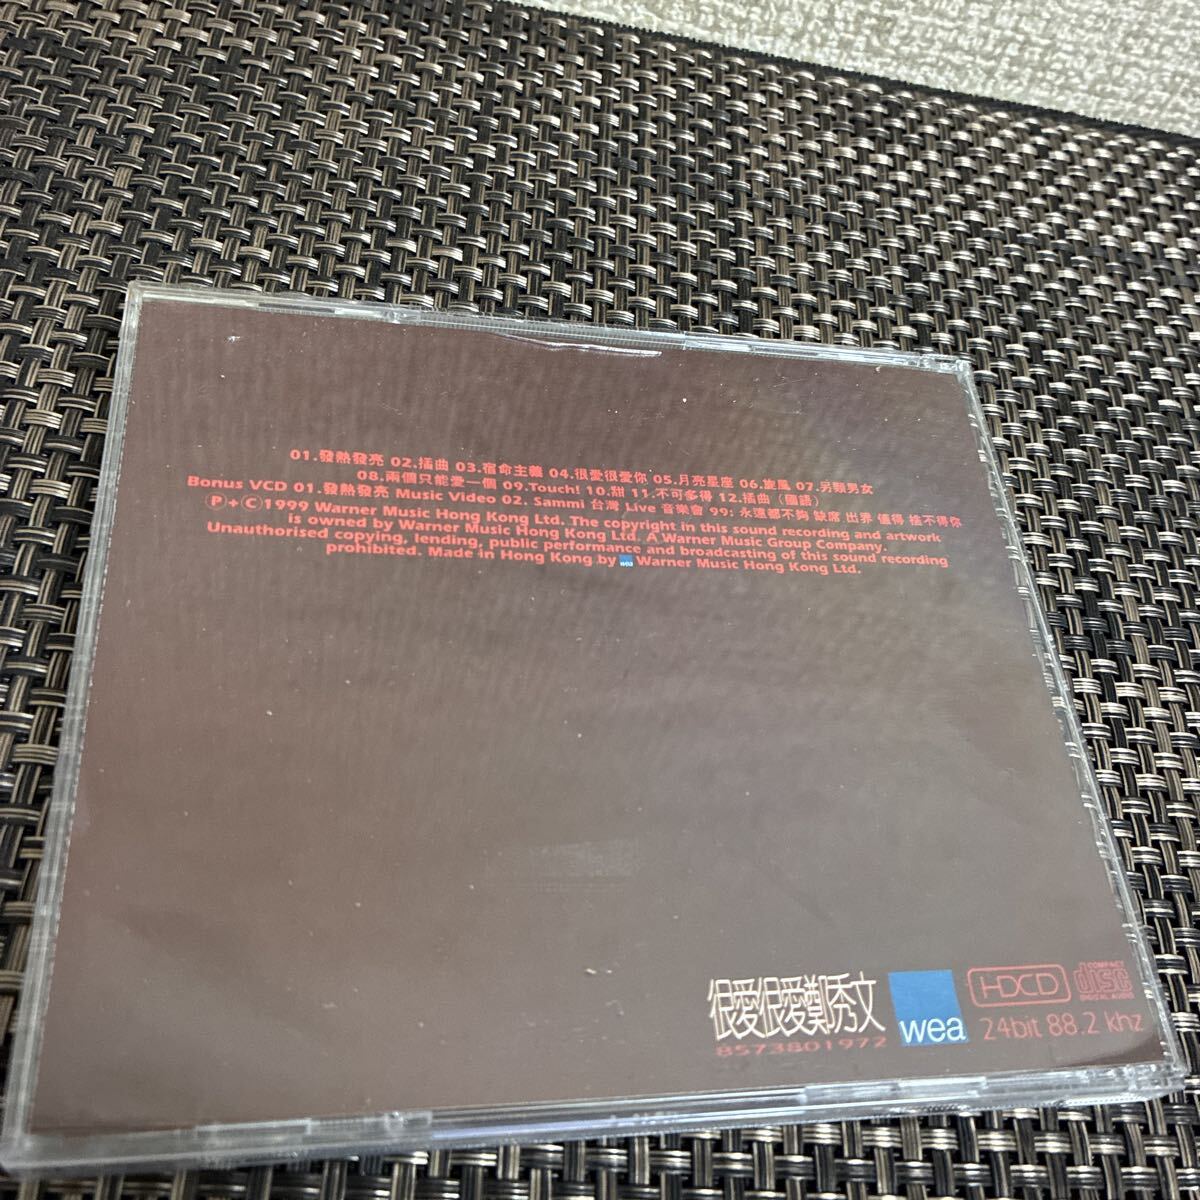 01.發熱發亮 02.插曲 03.宿命主義 04.很愛很愛你 05.月亮星座 06.旋風 07.另類男女
08.兩個只能愛一個 09.Touch! 10.甜 11.不可多得 12.插曲（國語）
Bonus VCD 01.發熱發亮 Music Video 02. Sammi 台灣 Live 音樂會 99: 永遠都不夠 缺席 出界 值得 捨不得你
Ⓟ+Ⓒ1999 Warner Music Hong Kong Ltd. The copyright in this sound recording and artwork
is owned by Warner Music Hong Kong Ltd. A Warner Music Group Company.
Unauthorised copying, lending, public performance and broadcasting of this sound recording
prohibited. Made in Hong Kong by wea Warner Music Hong Kong Ltd.
很愛很愛鄭秀文
8573801972
wea
HDCD
COMPACT
disc
DIGITAL AUDIO
24bit 88.2 khz